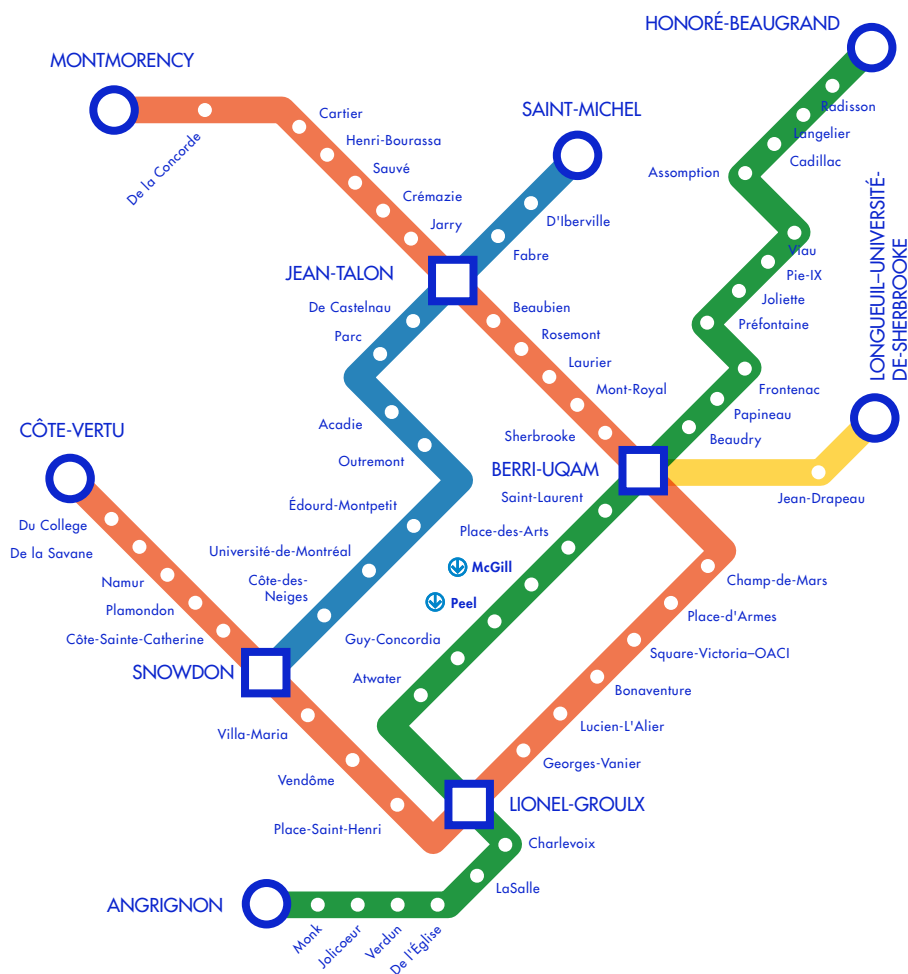 HONORÉ-BEAUGRAND
MONTMORENCY
SAINT-MICHEL
Radisson
Cartier
Langelier
Henri-Bourassa
Cadillac
De la Concorde
Sauvé
Assomption
Crémazie
LONGUEUIL–UNIVERSITÉ-
DE-SHERBROOKE
Jarry
D'Iberville
Viau
Fabre
JEAN-TALON
Pie-IX
Joliette
De Castelnau
Beaubien
Préfontaine
Parc
Rosemont
Laurier
Mont-Royal
Frontenac
Acadie
Papineau
CÔTE-VERTU
Sherbrooke
Beaudry
Outremont
BERRI-UQAM
Saint-Laurent
Jean-Drapeau
Édourd-Montpetit
Du College
Place-des-Arts
De la Savane
Université-de-Montréal
McGill
Namur
Côte-des-
Neiges
Champ-de-Mars
Peel
Plamondon
Place-d'Armes
Côte-Sainte-Catherine
Guy-Concordia
Square-Victoria–OACI
SNOWDON
Atwater
Bonaventure
Lucien-L'Alier
Villa-Maria
Georges-Vanier
Vendôme
LIONEL-GROULX
Place-Saint-Henri
Charlevoix
LaSalle
ANGRIGNON
Monk
Jolicoeur
Verdun
De l'Église